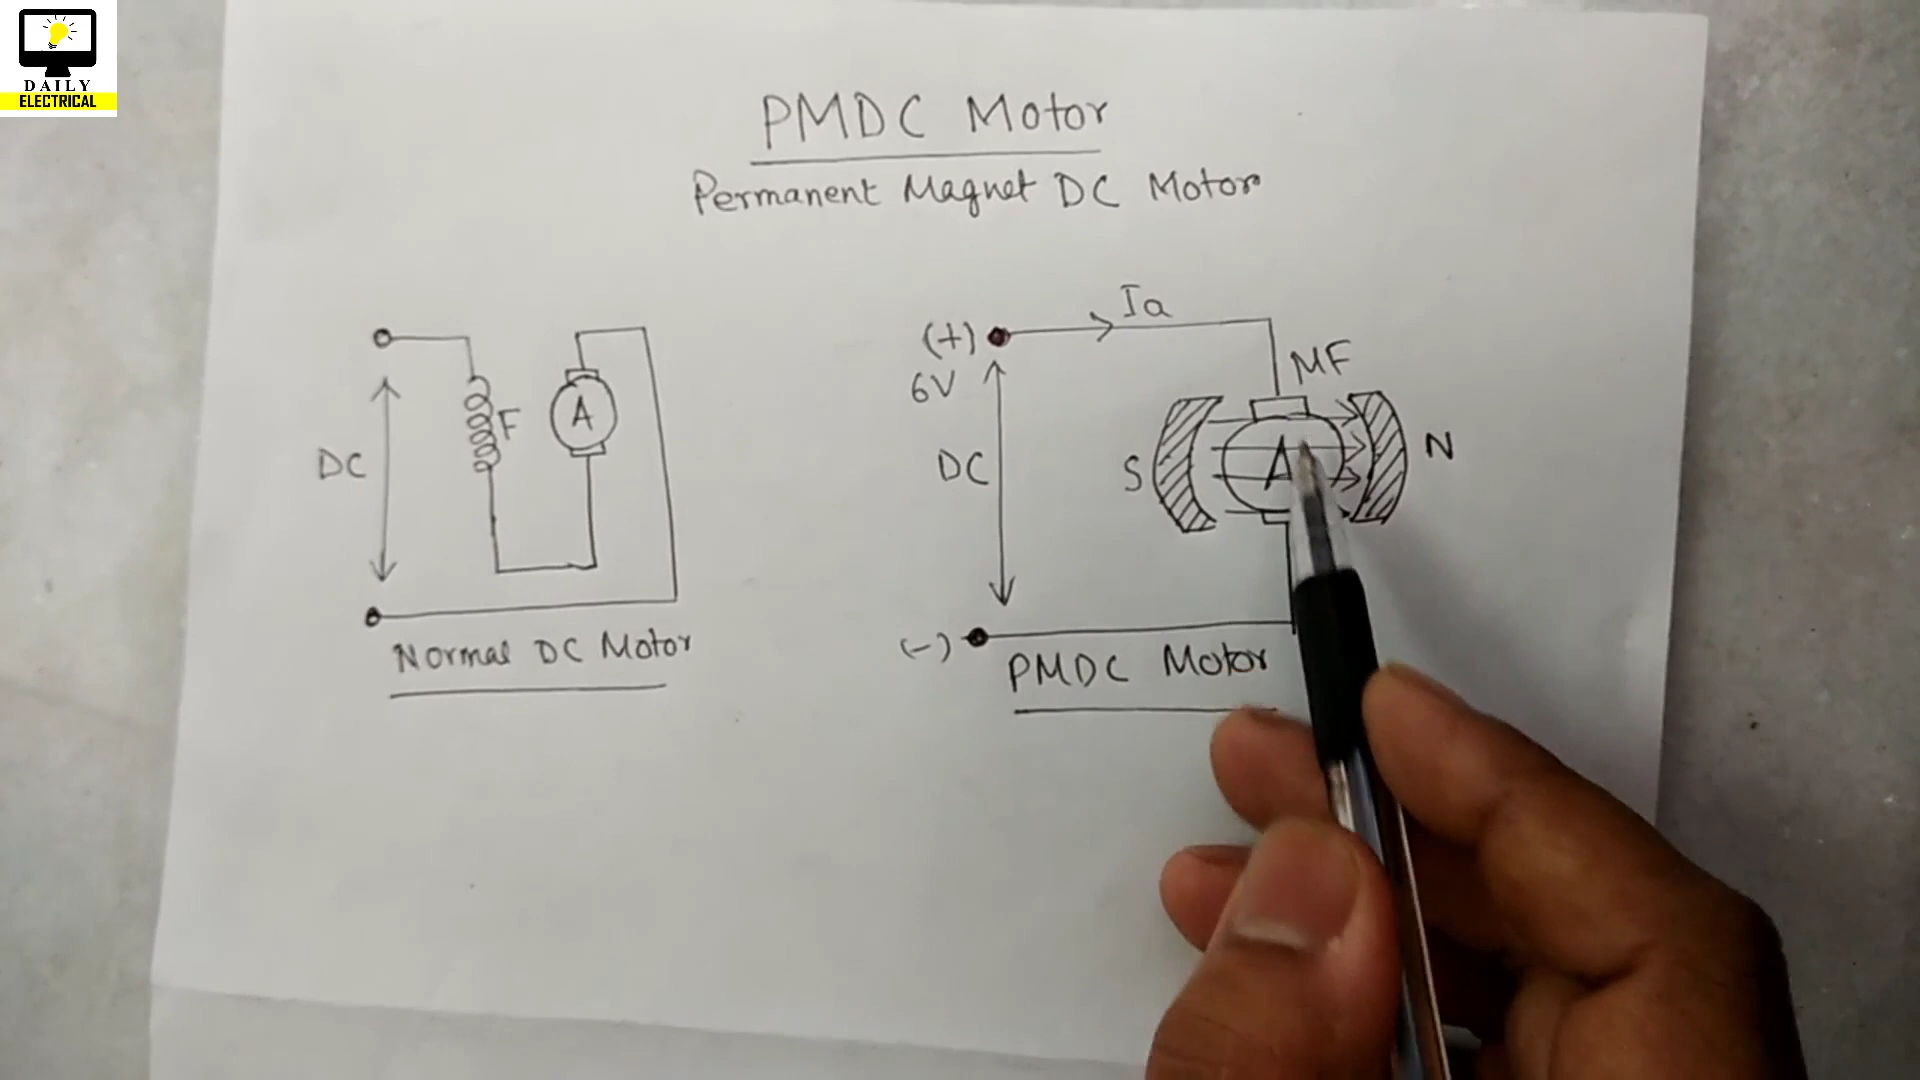 DAILY
ELECTRICAL
PMDC Motor
Permanent Magnet DC Motor
F
A
DC
Normal DC Motor
Ia
(+)
6V
MF
DC
S
A
N
(-)
PMDC Motor